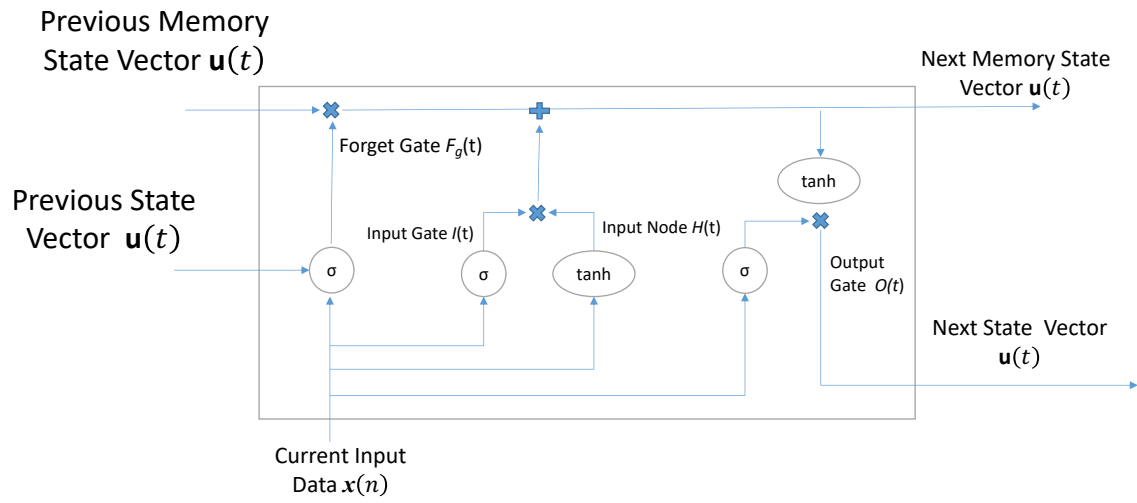 Previous Memory
State Vector 𝐮(𝑡)
Next Memory State
Vector 𝐮(𝑡)
Forget Gate F_g(t)
tanh
Previous State
Vector 𝐮(𝑡)
Input Gate I(t)
Input Node H(t)
σ
σ
tanh
σ
Output
Gate O(t)
Next State Vector
𝐮(𝑡)
Current Input
Data 𝒙(𝑛)